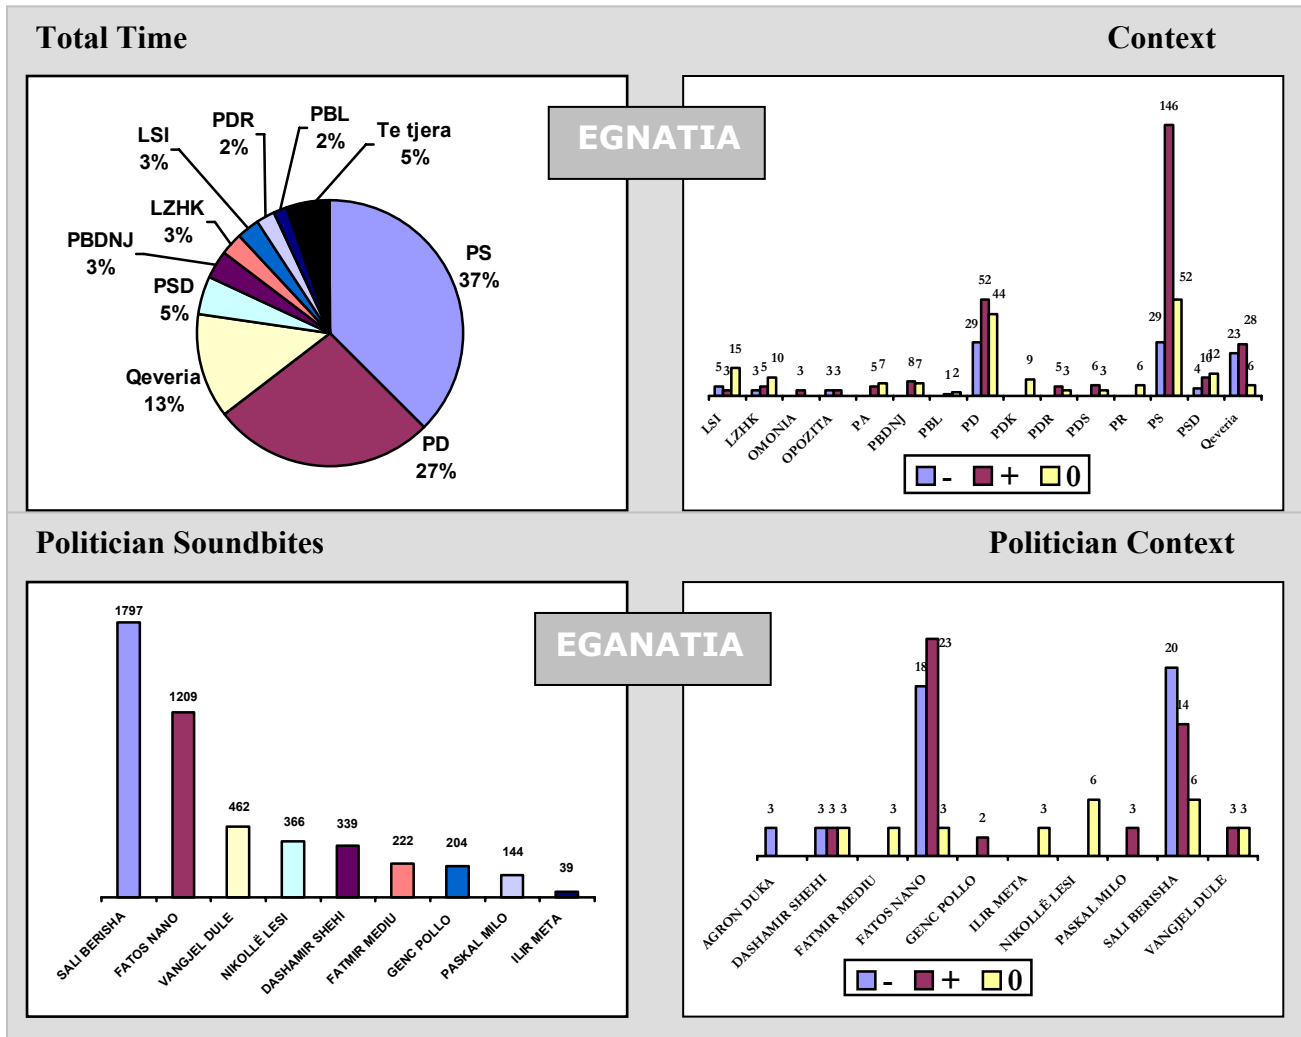 Total Time
Context
EGNATIA
PS
37%
PD
27%
Qeveria
13%
PSD
5%
PBDNJ
3%
LZHK
3%
LSI
3%
PDR
2%
PBL
2%
Te tjera
5%
5 3 15
3 5 10
3
3 3
5 7
8 7
1 2
29 52 44
9
5 3
6 3
6
29 146 52
4 10 12
23 28 6
LSI
LZHK
OMONIA
OPOZITA
PA
PBDNJ
PBL
PD
PDK
PDR
PDS
PR
PS
PSD
Qeveria
- + 0
Politician Soundbites
Politician Context
EGANATIA
1797
1209
462
366
339
222
204
144
39
SALI BERISHA
FATOS NANO
VANGJEL DULE
NIKOLLË LESI
DASHAMIR SHEHI
FATMIR MEDIU
GENC POLLO
PASKAL MILO
ILIR META
3
3 3 3
3
18 23 3
2
3
6
3
20 14 6
3 3
AGRON DUKA
DASHAMIR SHEHI
FATMIR MEDIU
FATOS NANO
GENC POLLO
ILIR META
NIKOLLË LESI
PASKAL MILO
SALI BERISHA
VANGJEL DULE
- + 0